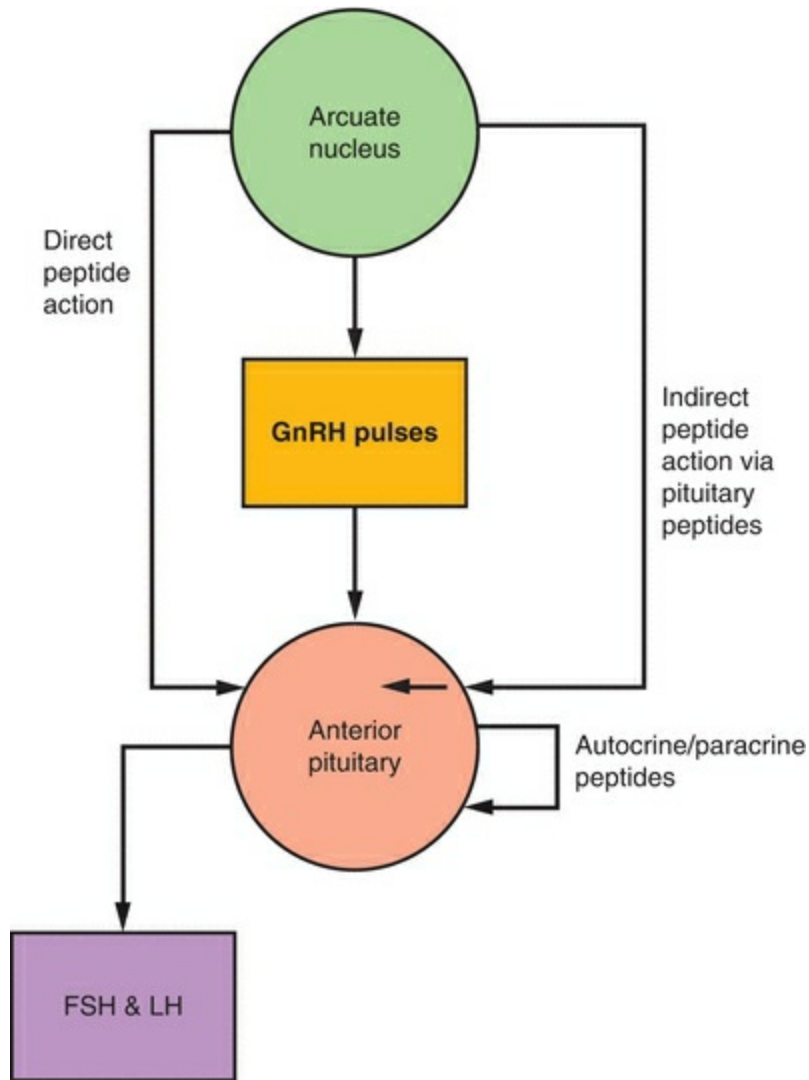 Arcuate
nucleus
Direct
peptide
action
GnRH pulses
Indirect
peptide
action via
pituitary
peptides
Anterior
pituitary
Autocrine/paracrine
peptides
FSH & LH